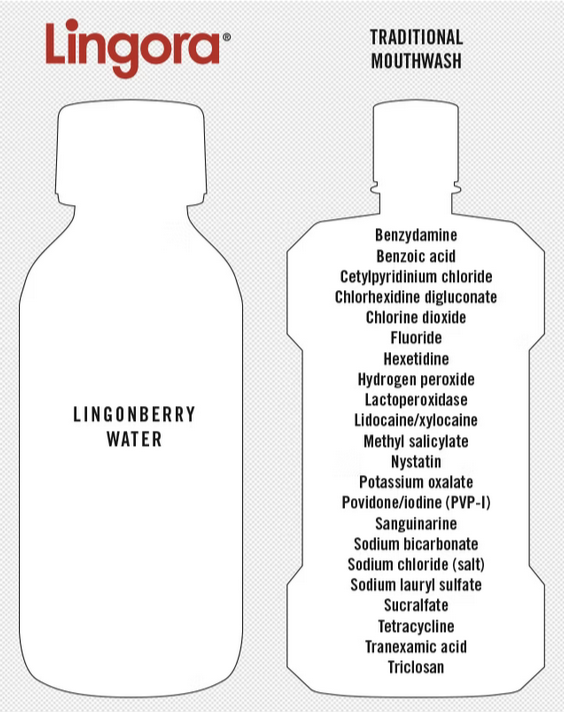 Lingora®
TRADITIONAL
MOUTHWASH
LINGONBERRY
WATER
Benzydamine
Benzoic acid
Cetylpyridinium chloride
Chlorhexidine digluconate
Chlorine dioxide
Fluoride
Hexetidine
Hydrogen peroxide
Lactoperoxidase
Lidocaine/xylocaine
Methyl salicylate
Nystatin
Potassium oxalate
Povidone/iodine (PVP-I)
Sanguinarine
Sodium bicarbonate
Sodium chloride (salt)
Sodium lauryl sulfate
Sucralfate
Tetracycline
Tranexamic acid
Triclosan